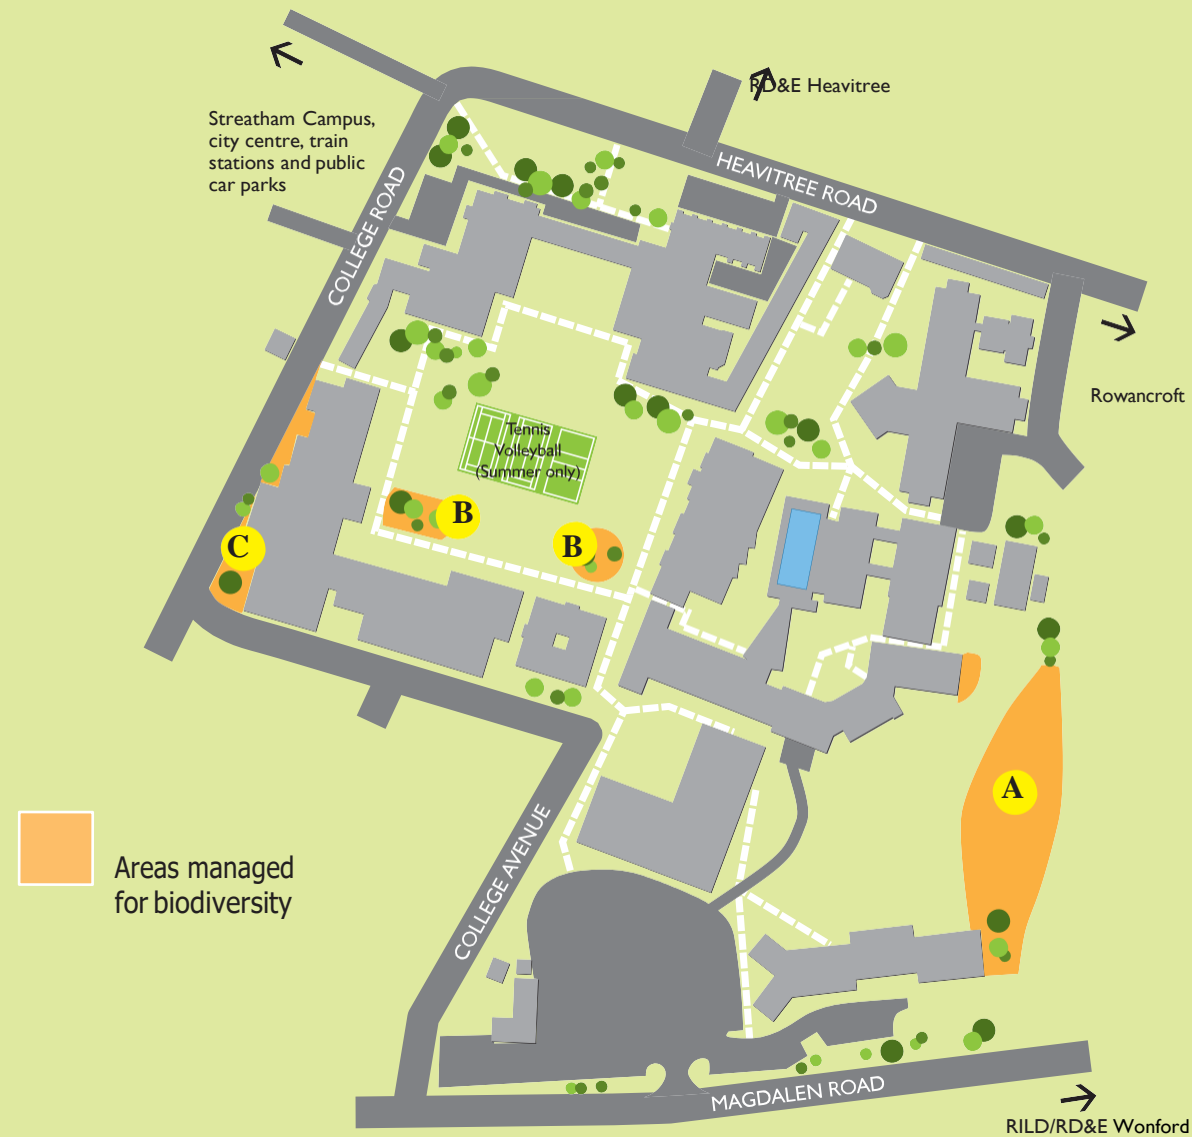 RD&E Heavitree
Streatham Campus,
city centre, train
stations and public
car parks
HEAVITREE ROAD
COLLEGE ROAD
Rowancroft
Tennis
Volleyball
(Summer only)
B
B
C
A
Areas managed
for biodiversity
COLLEGE AVENUE
MAGDALEN ROAD
RILD/RD&E Wonford